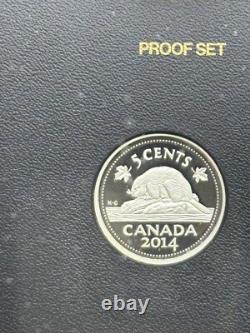 PROOF SET
5 CENTS
K·G
CANADA
2014